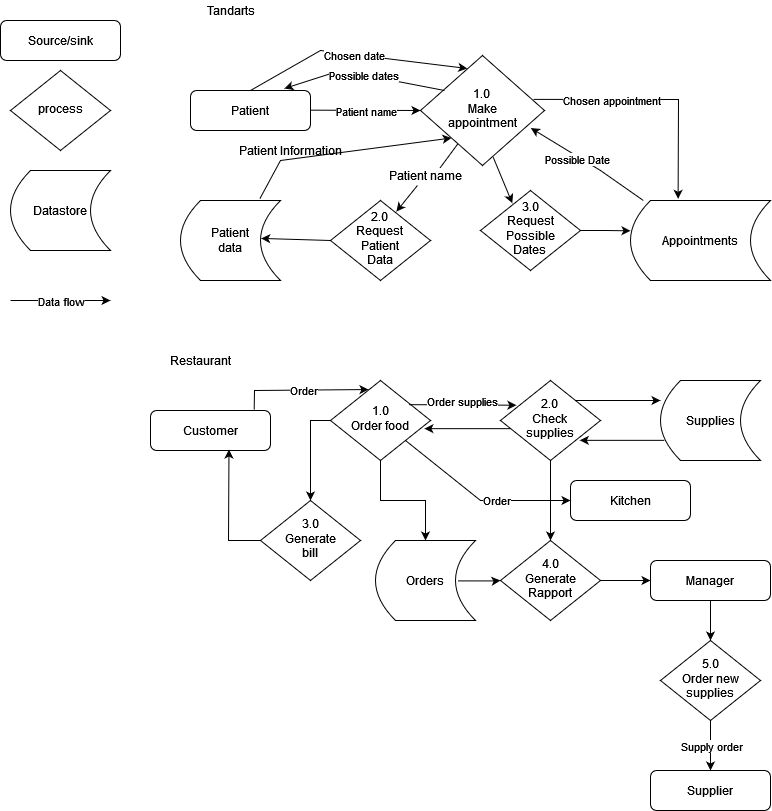 Tandarts
Source/sink
process
Datastore
Data flow
Chosen date
Possible dates
Patient
Patient name
1.0
Make
appointment
Chosen appointment
Patient Information
Possible Date
Patient name
Patient
data
2.0
Request
Patient
Data
3.0
Request
Possible
Dates
Appointments
Restaurant
Order
Customer
1.0
Order food
Order supplies
2.0
Check
supplies
Supplies
Order
Kitchen
3.0
Generate
bill
Orders
4.0
Generate
Rapport
Manager
5.0
Order new
supplies
Supply order
Supplier